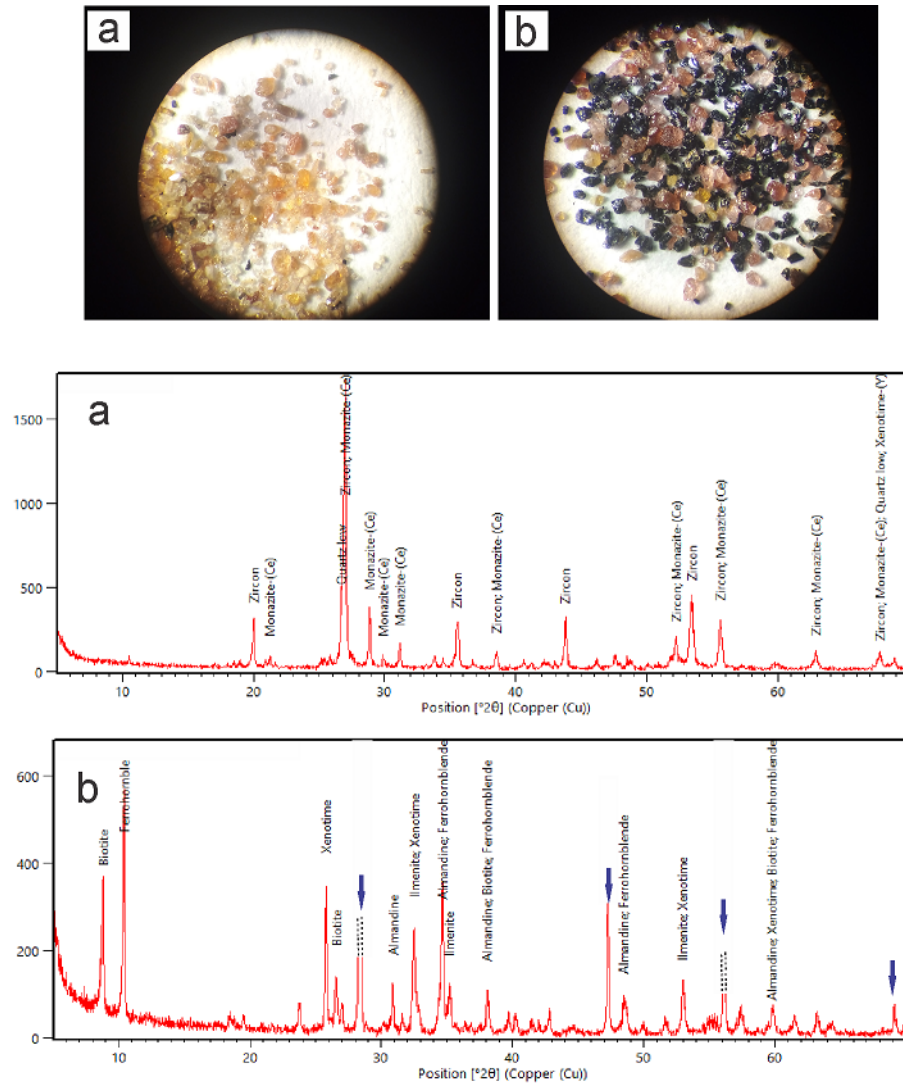 a
b
a
1500
1000
500
0
Zircon
Monazite-(Ce)
Quartz low
Zircon; Monazite-(Ce)
Monazite-(Ce)
Monazite-(Ce)
Monazite-(Ce)
Zircon
Zircon; Monazite-(Ce)
Zircon
Zircon; Monazite-(Ce)
Zircon
Zircon; Monazite-(Ce)
Zircon; Monazite-(Ce)
Zircon; Monazite-(Ce); Quartz low; Xenotime-(Y)
10 20 30 40 50 60
Position [°2θ] (Copper (Cu))
b
600
400
200
0
Biotite
Ferrohornble
Xenotime
Biotite
Almandine
Ilmenite; Xenotime
Almandine; Ferrohornblende
Ilmenite
Almandine; Biotite; Ferrohornblende
Almandine; Ferrohornblende
Ilmenite; Xenotime
Almandine; Xenotime; Biotite; Ferrohornblende
10 20 30 40 50 60
Position [°2θ] (Copper (Cu))